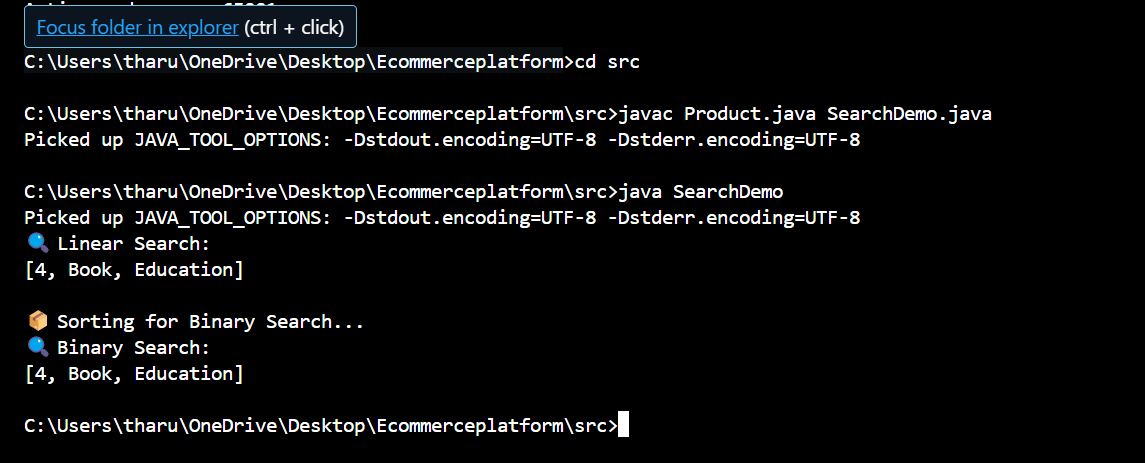 Focus folder in explorer (ctrl + click)
C:\Users\tharu\OneDrive\Desktop\Ecommerceplatform>cd src
C:\Users\tharu\OneDrive\Desktop\Ecommerceplatform\src>javac Product.java SearchDemo.java
Picked up JAVA_TOOL_OPTIONS: -Dstdout.encoding=UTF-8 -Dstderr.encoding=UTF-8
C:\Users\tharu\OneDrive\Desktop\Ecommerceplatform\src>java SearchDemo
Picked up JAVA_TOOL_OPTIONS: -Dstdout.encoding=UTF-8 -Dstderr.encoding=UTF-8
🔍 Linear Search:
[4, Book, Education]
📦 Sorting for Binary Search...
🔍 Binary Search:
[4, Book, Education]
C:\Users\tharu\OneDrive\Desktop\Ecommerceplatform\src>